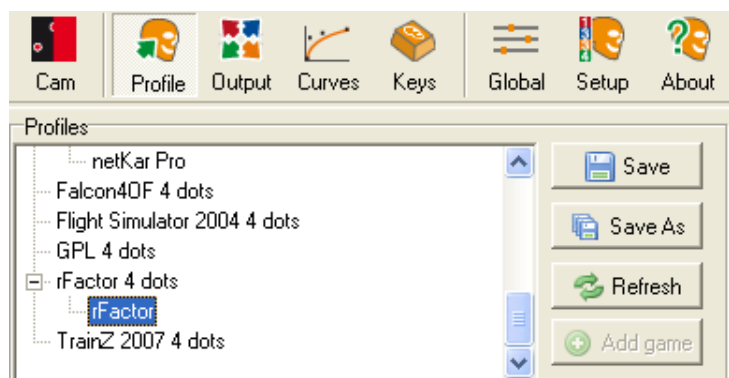 Cam Profile Output Curves Keys Global Setup About
Profiles
netKar Pro
Save
Falcon4OF 4 dots
Flight Simulator 2004 4 dots
Save As
GPL 4 dots
rFactor 4 dots
Refresh
rFactor
TrainZ 2007 4 dots
Add game